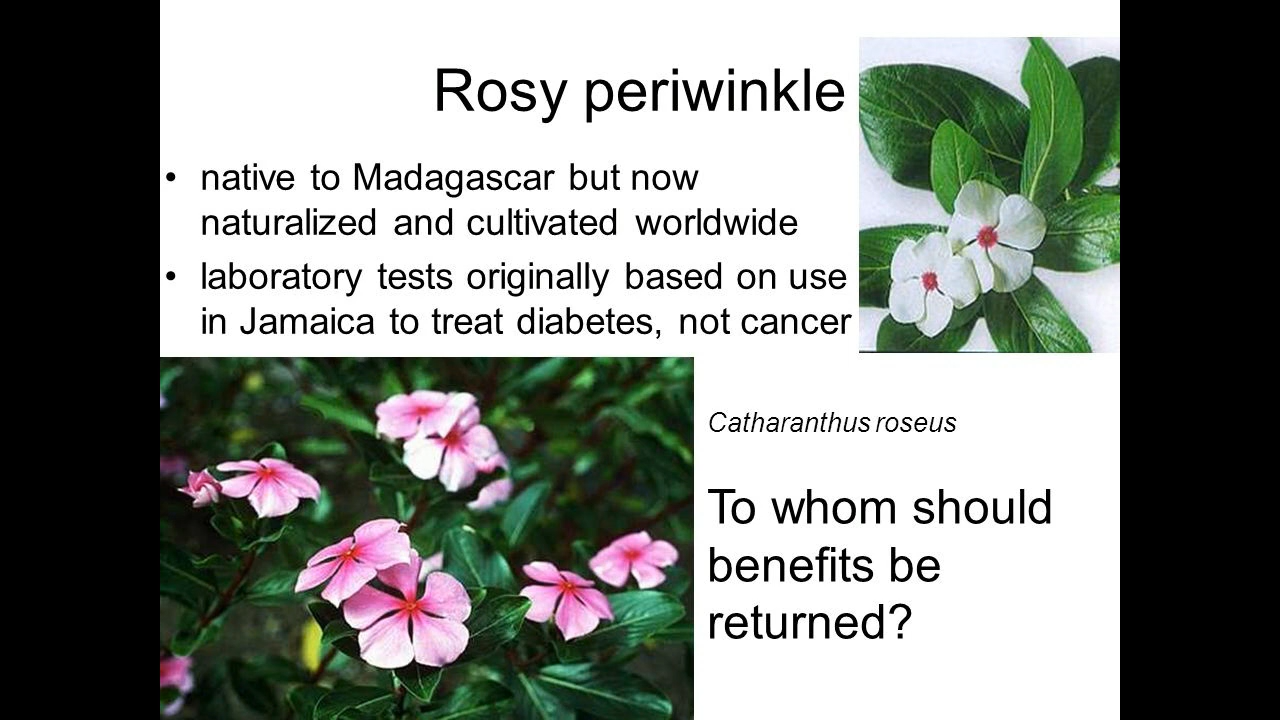 Rosy periwinkle
• native to Madagascar but now
naturalized and cultivated worldwide
• laboratory tests originally based on use
in Jamaica to treat diabetes, not cancer
Catharanthus roseus
To whom should
benefits be
returned?